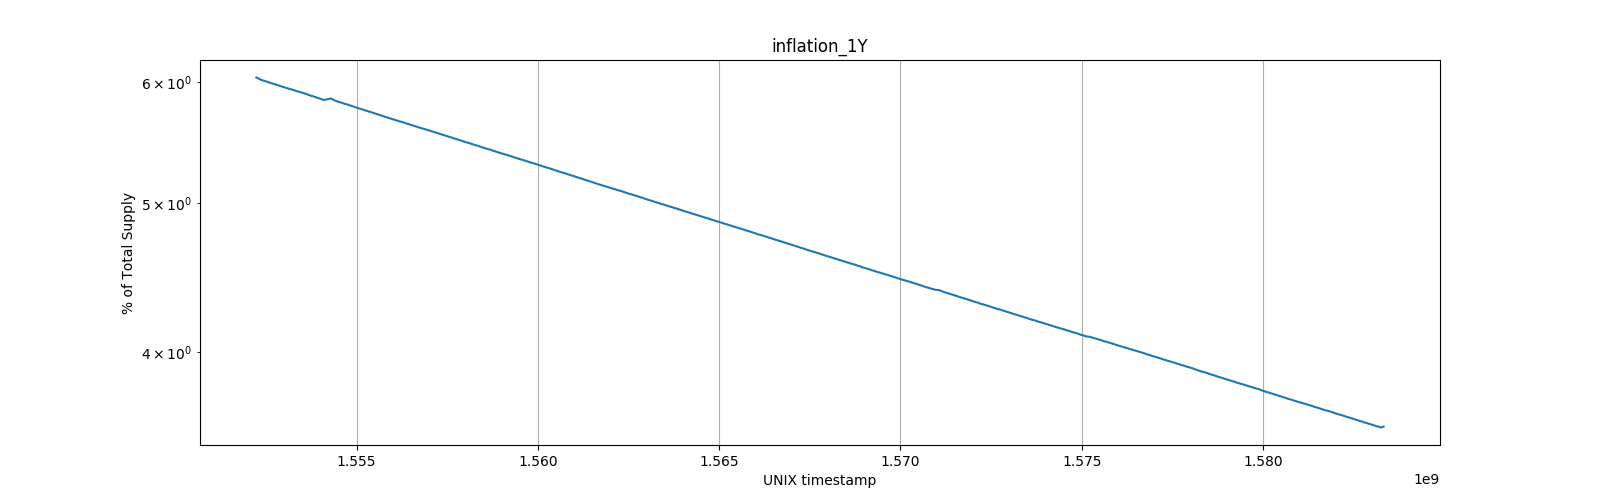 inflation_1Y
% of Total Supply
6 × 10⁰
5 × 10⁰
4 × 10⁰
1.555 1.560 1.565 1.570 1.575 1.580
1e9
UNIX timestamp